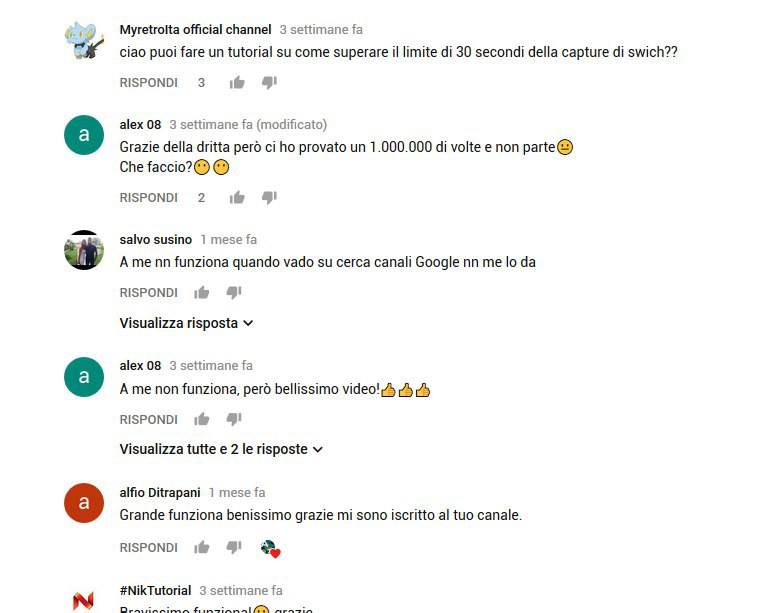 MyretroIta official channel 3 settimane fa
ciao puoi fare un tutorial su come superare il limite di 30 secondi della capture di swich??
RISPONDI 3
a
alex 08 3 settimane fa (modificato)
Grazie della dritta però ci ho provato un 1.000.000 di volte e non parte😐
Che faccio?😶😶
RISPONDI 2
salvo susino 1 mese fa
A me nn funziona quando vado su cerca canali Google nn me lo da
RISPONDI
Visualizza risposta
a
alex 08 3 settimane fa
A me non funziona, però bellissimo video!👍👍👍
RISPONDI
Visualizza tutte e 2 le risposte
a
alfio Ditrapani 1 mese fa
Grande funziona benissimo grazie mi sono iscritto al tuo canale.
RISPONDI
N
#NikTutorial 3 settimane fa
Bravissimo funziona! grazie